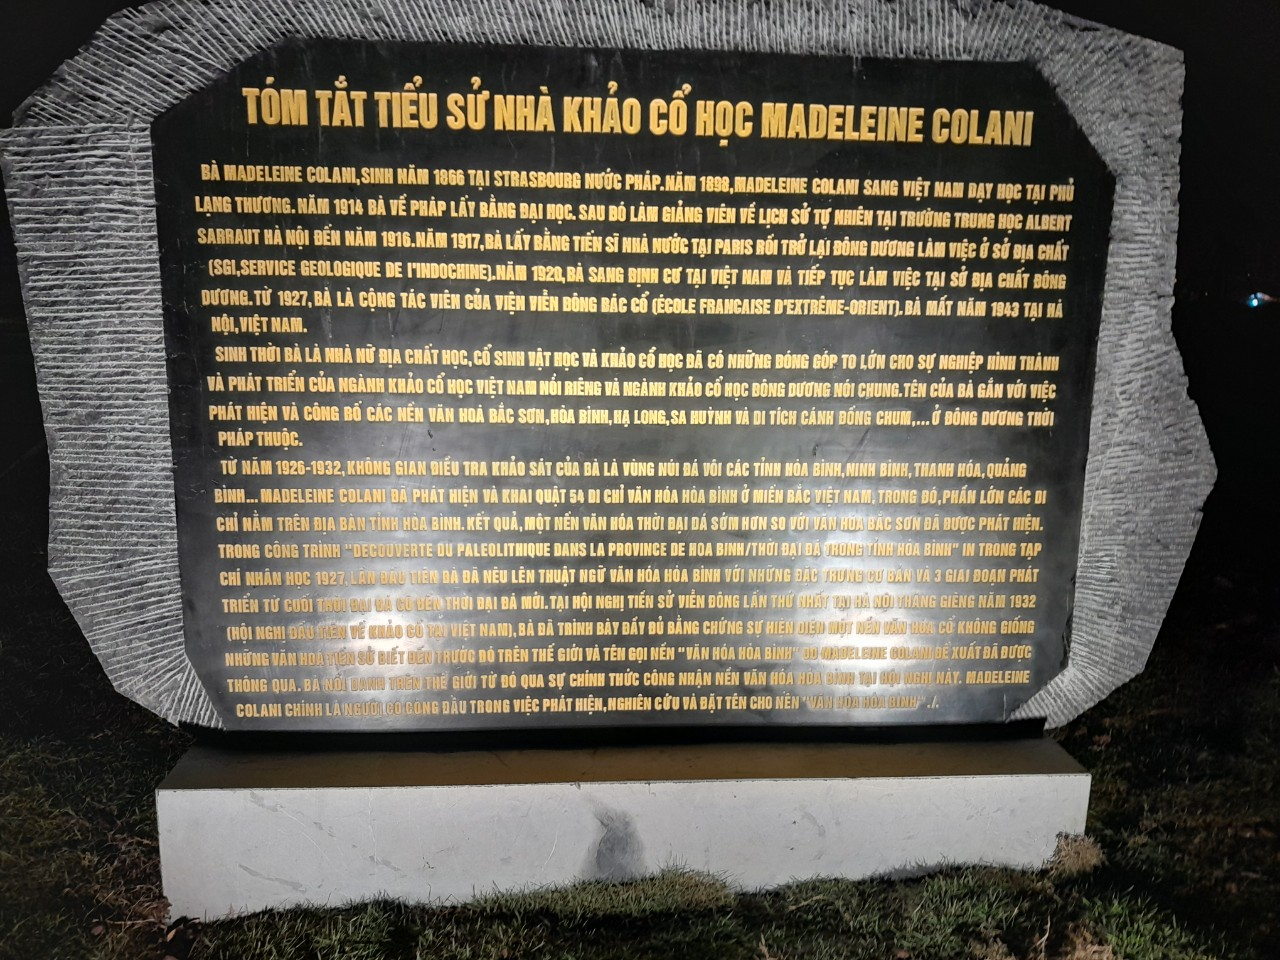 TÓM TẮT TIỂU SỬ NHÀ KHẢO CỔ HỌC MADELEINE COLANI
BÀ MADELEINE COLANI,SINH NĂM 1866 TẠI STRASBOURG NƯỚC PHÁP.NĂM 1898,MADELEINE COLANI SANG VIỆT NAM DẠY HỌC TẠI PHỦ
LẠNG THƯƠNG.NĂM 1914 BÀ VỀ PHÁP LẤY BẰNG ĐẠI HỌC. SAU ĐÓ LÀM GIẢNG VIÊN VỀ LỊCH SỬ TỰ NHIÊN TẠI TRƯỜNG TRUNG HỌC ALBERT
SARRAUT HÀ NỘI ĐẾN NĂM 1916.NĂM 1917,BÀ LẤY BẰNG TIẾN SĨ NHÀ NƯỚC TẠI PARIS RỒI TRỞ LẠI ĐÔNG DƯƠNG LÀM VIỆC Ở SỞ ĐỊA CHẤT
(SGI,SERVICE GEOLOGIQUE DE I'INDOCHINE).NĂM 1920,BÀ SANG ĐỊNH CƯ TẠI VIỆT NAM VÀ TIẾP TỤC LÀM VIỆC TẠI SỞ ĐỊA CHẤT ĐÔNG
DƯƠNG.TỪ 1927,BÀ LÀ CỘNG TÁC VIÊN CỦA VIỆN VIỄN ĐÔNG BÁC CỔ (ÉCOLE FRANCAISE D'EXTRÊME-ORIENT).BÀ MẤT NĂM 1943 TẠI HÀ
NỘI,VIỆT NAM.
SINH THỜI BÀ LÀ NHÀ NỮ ĐỊA CHẤT HỌC,CỔ SINH VẬT HỌC VÀ KHẢO CỔ HỌC ĐÃ CÓ NHỮNG ĐÓNG GÓP TO LỚN CHO SỰ NGHIỆP HÌNH THÀNH
VÀ PHÁT TRIỂN CỦA NGÀNH KHẢO CỔ HỌC VIỆT NAM NÓI RIÊNG VÀ NGÀNH KHẢO CỔ HỌC ĐÔNG DƯƠNG NÓI CHUNG.TÊN CỦA BÀ GẮN VỚI VIỆC
PHÁT HIỆN VÀ CÔNG BỐ CÁC NỀN VĂN HOÁ BẮC SƠN,HÒA BÌNH,HẠ LONG,SA HUỲNH VÀ DI TÍCH CÁNH ĐỒNG CHUM,...Ở ĐÔNG DƯƠNG THỜI
PHÁP THUỘC.
TỪ NĂM 1926-1932, KHÔNG GIAN ĐIỀU TRA KHẢO SÁT CỦA BÀ LÀ VÙNG NÚI ĐÁ VÔI CÁC TỈNH HÒA BÌNH, NINH BÌNH, THANH HÓA, QUẢNG
BÌNH... MADELEINE COLANI ĐÃ PHÁT HIỆN VÀ KHAI QUẬT 54 DI CHỈ VĂN HÓA HÒA BÌNH Ở MIỀN BẮC VIỆT NAM, TRONG ĐÓ,PHẦN LỚN CÁC DI
CHỈ NẰM TRÊN ĐỊA BÀN TỈNH HÒA BÌNH. KẾT QUẢ,MỘT NỀN VĂN HÓA THỜI ĐẠI ĐÁ SỚM HƠN SO VỚI VĂN HÓA BẮC SƠN ĐÃ ĐƯỢC PHÁT HIỆN.
TRONG CÔNG TRÌNH "DECOUVERTE DU PALEOLITHIQUE DANS LA PROVINCE DE HOA BINH/THỜI ĐẠI ĐÁ TRONG TỈNH HÒA BÌNH" IN TRONG TẠP
CHÍ NHÂN HỌC 1927, LẦN ĐẦU TIÊN BÀ ĐÃ NÊU LÊN THUẬT NGỮ VĂN HÓA HÒA BÌNH VỚI NHỮNG ĐẶC TRƯNG CƠ BẢN VÀ 3 GIAI ĐOẠN PHÁT
TRIỂN TỪ CUỐI THỜI ĐẠI ĐÁ CŨ ĐẾN THỜI ĐẠI ĐÁ MỚI. TẠI HỘI NGHỊ TIỀN SỬ VIỄN ĐÔNG LẦN THỨ NHẤT TẠI HÀ NỘI THÁNG GIÊNG NĂM 1932
(HỘI NGHỊ ĐẦU TIÊN VỀ KHẢO CỔ TẠI VIỆT NAM), BÀ ĐÃ TRÌNH BÀY ĐẦY ĐỦ BẰNG CHỨNG SỰ HIỆN DIỆN MỘT NỀN VĂN HÓA CỔ KHÔNG GIỐNG
NHỮNG VĂN HOÁ TIỀN SỬ BIẾT ĐẾN TRƯỚC ĐÓ TRÊN THẾ GIỚI VÀ TÊN GỌI NỀN "VĂN HÓA HÒA BÌNH" DO MADELEINE COLANI ĐỀ XUẤT ĐÃ ĐƯỢC
THÔNG QUA. BÀ NỔI DANH TRÊN THẾ GIỚI TỪ ĐÓ QUA SỰ CHÍNH THỨC CÔNG NHẬN NỀN VĂN HÓA HÒA BÌNH TẠI HỘI NGHỊ NÀY. MADELEINE
COLANI CHÍNH LÀ NGƯỜI CÓ CÔNG ĐẦU TRONG VIỆC PHÁT HIỆN,NGHIÊN CỨU VÀ ĐẶT TÊN CHO NỀN "VĂN HÓA HÒA BÌNH" ./.